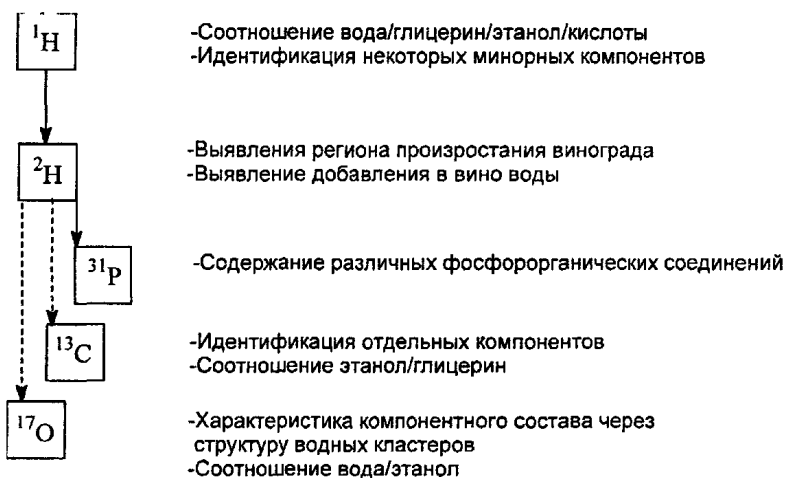 ¹H
-Соотношение вода/глицерин/этанол/кислоты
-Идентификация некоторых минорных компонентов
²H
-Выявления региона произростания винограда
-Выявление добавления в вино воды
³¹P
-Содержание различных фосфорорганических соединений
¹³C
-Идентификация отдельных компонентов
-Соотношение этанол/глицерин
¹⁷O
-Характеристика компонентного состава через
структуру водных кластеров
-Соотношение вода/этанол